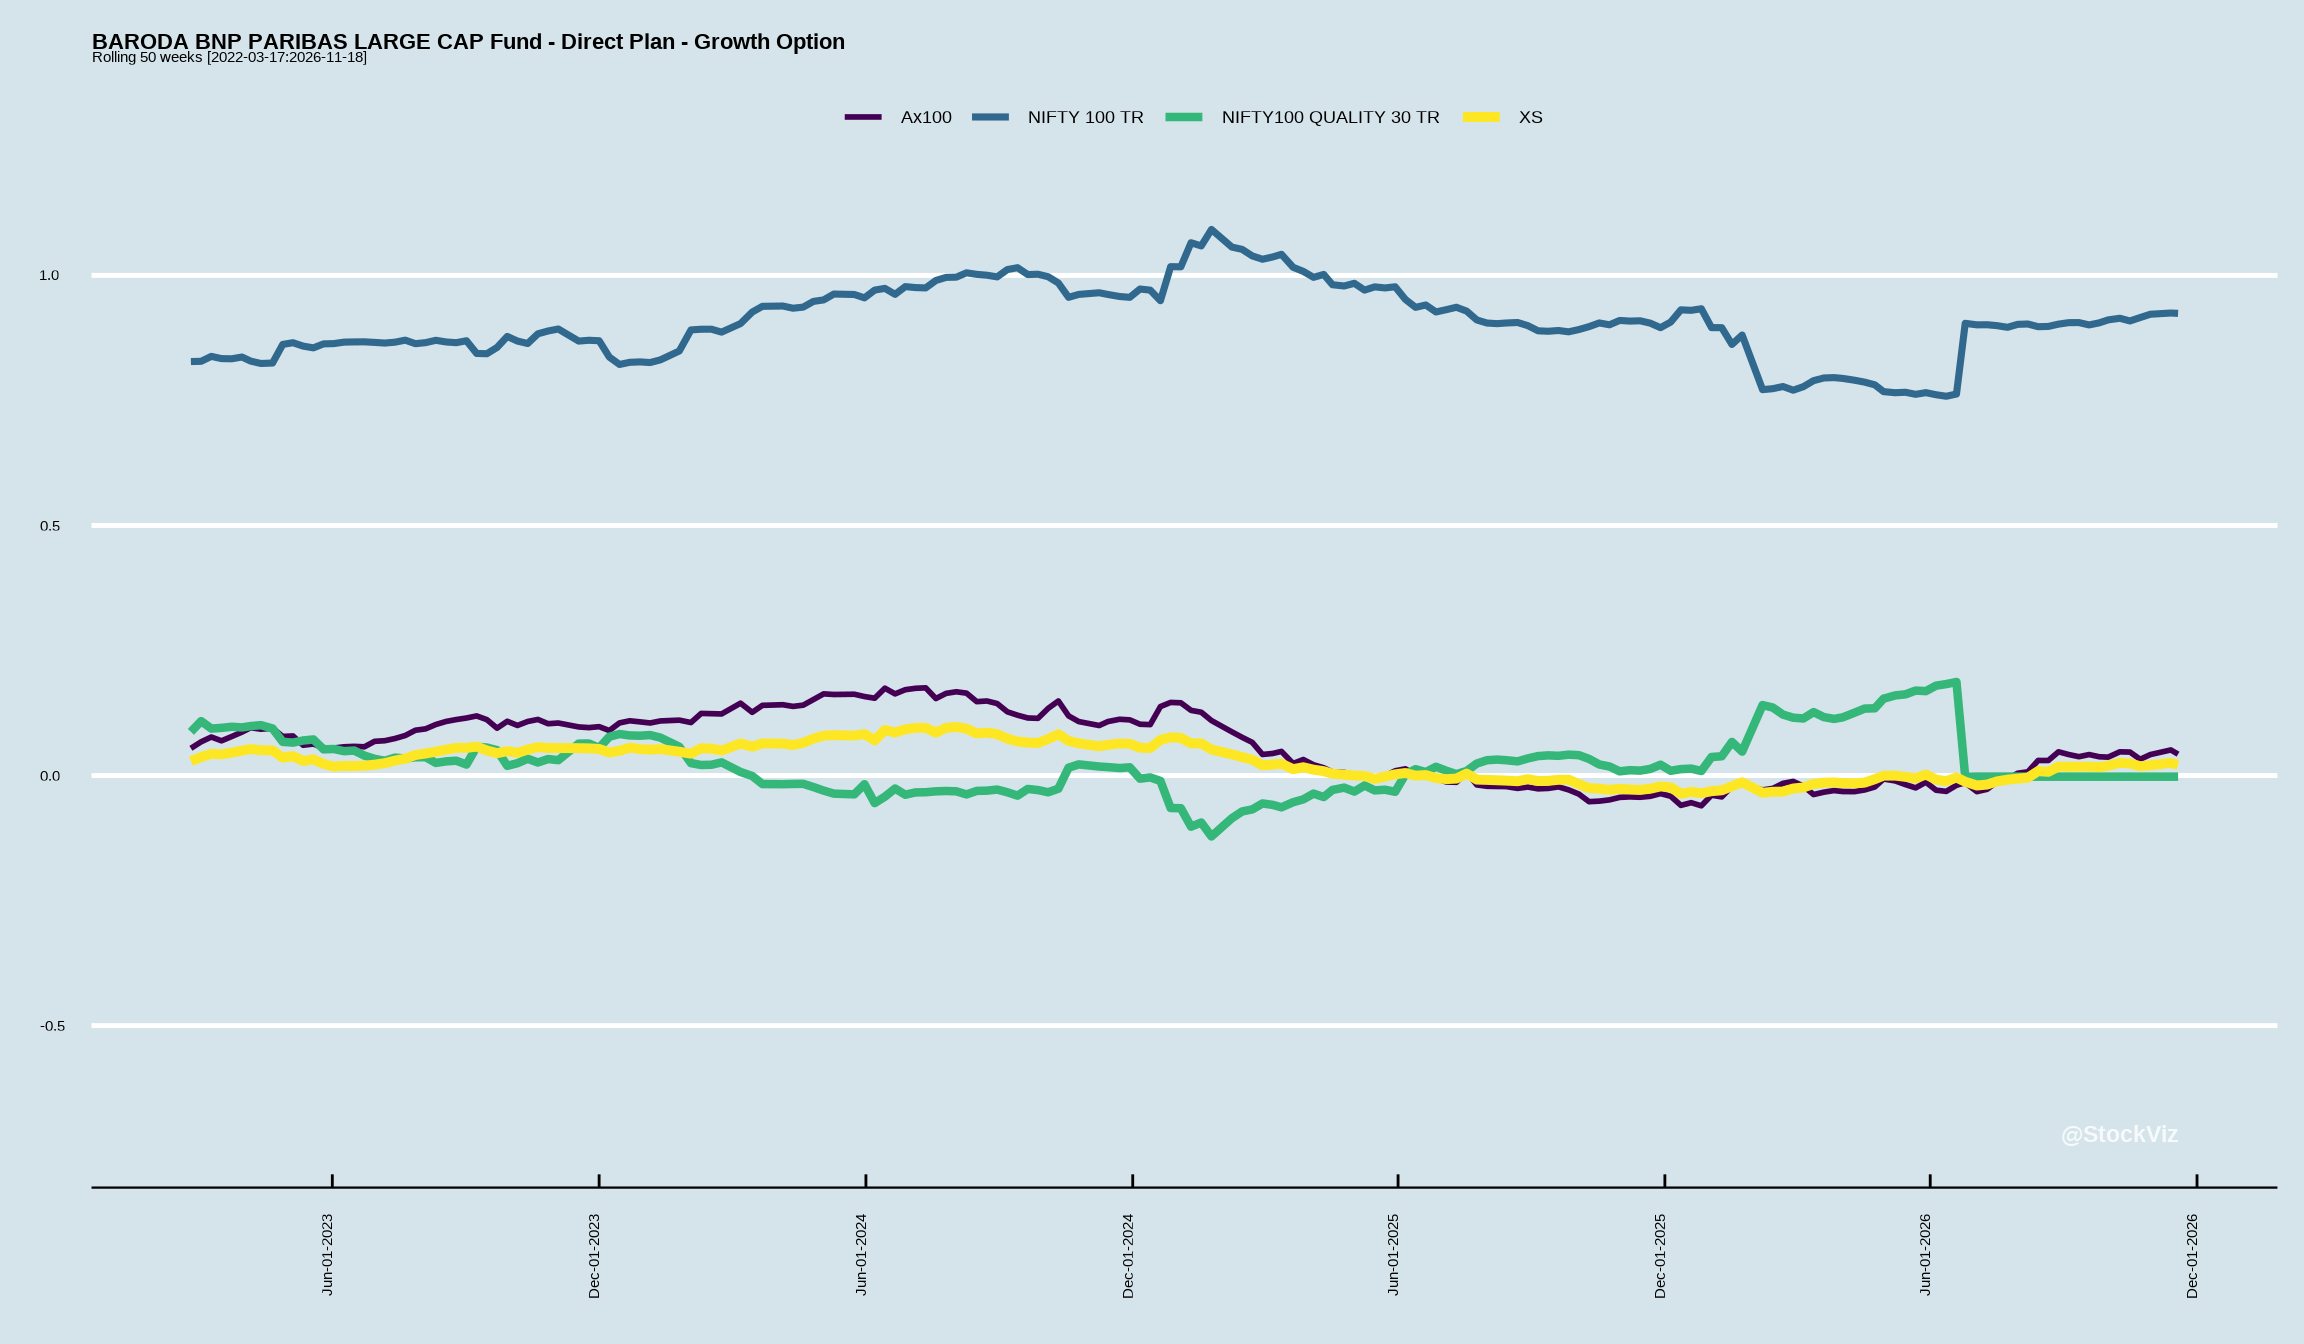 BARODA BNP PARIBAS LARGE CAP Fund - Direct Plan - Growth Option
Rolling 50 weeks [2022-03-17:2026-11-18]
Ax100 NIFTY 100 TR NIFTY100 QUALITY 30 TR XS
1.0
0.5
0.0
-0.5
@StockViz
Jun-01-2023
Dec-01-2023
Jun-01-2024
Dec-01-2024
Jun-01-2025
Dec-01-2025
Jun-01-2026
Dec-01-2026